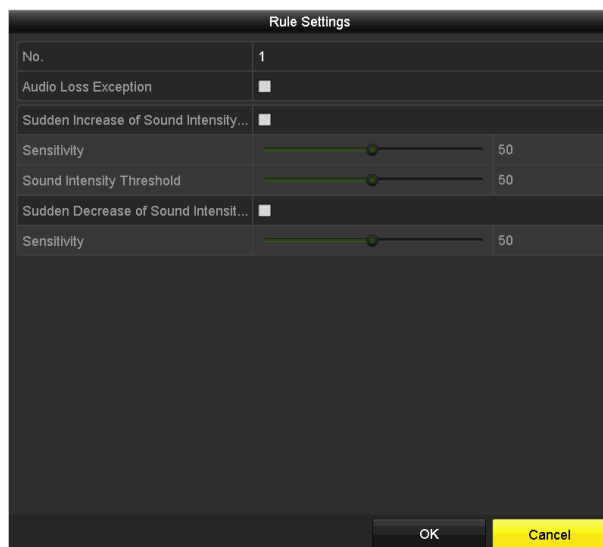 Rule Settings
No. 1
Audio Loss Exception
Sudden Increase of Sound Intensity...
Sensitivity 50
Sound Intensity Threshold 50
Sudden Decrease of Sound Intensit...
Sensitivity 50
OK Cancel